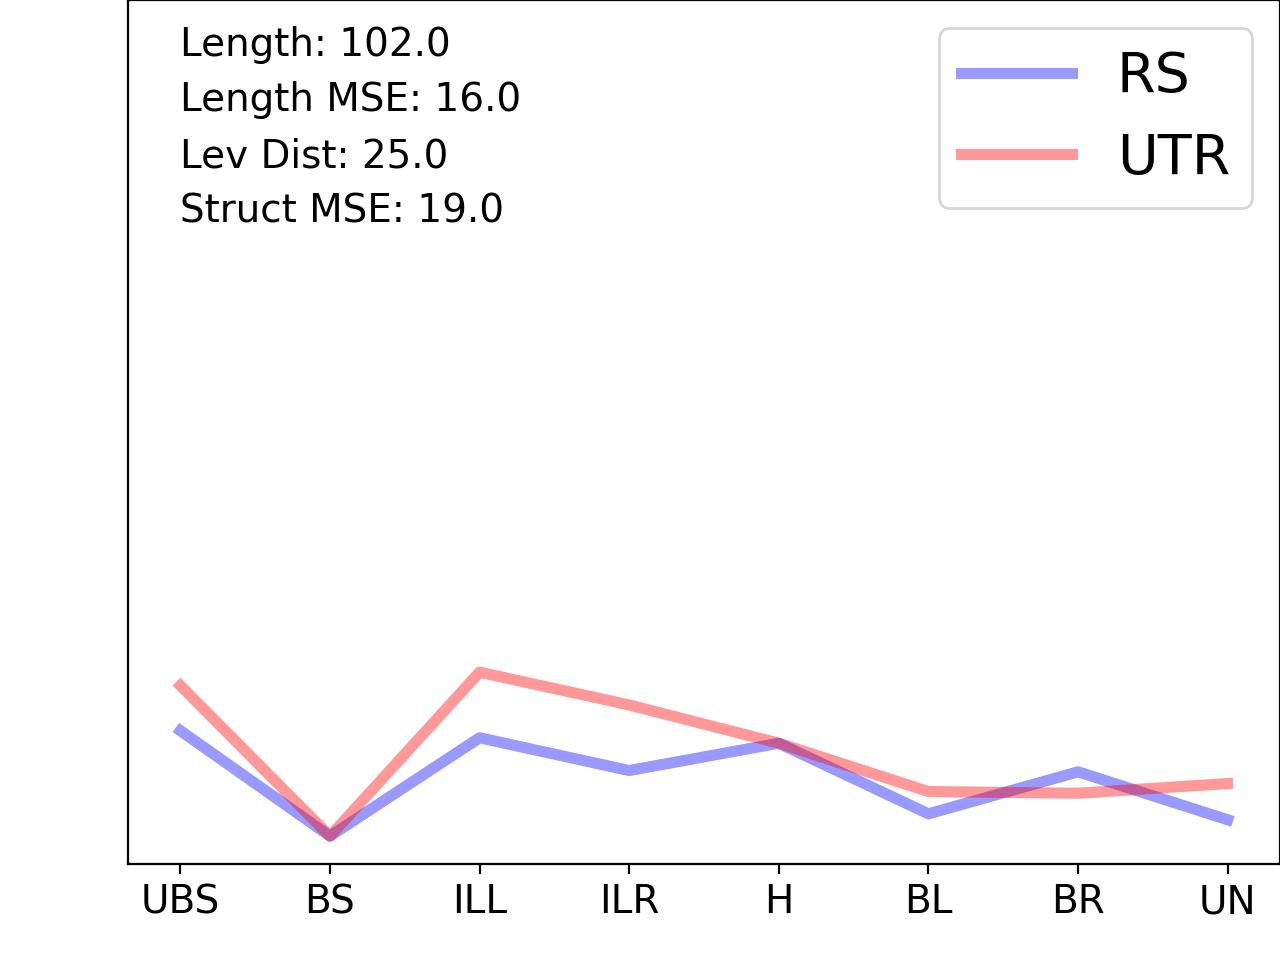 Length: 102.0
Length MSE: 16.0
Lev Dist: 25.0
Struct MSE: 19.0
RS
UTR
UBS BS ILL ILR H BL BR UN